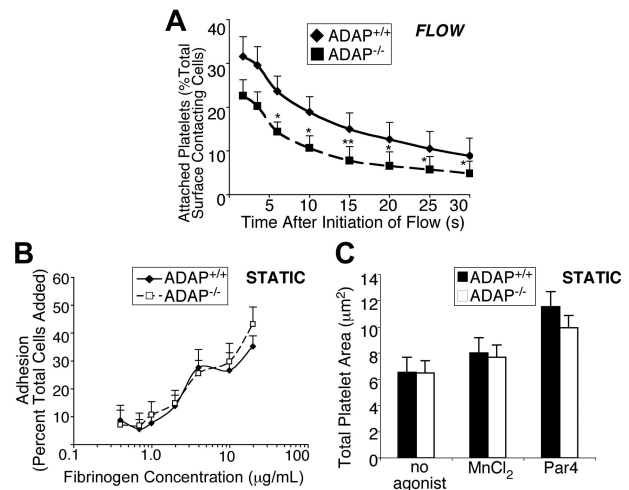 A
ADAP+/+
ADAP-/-
FLOW
Attached Platelets (%Total
Surface Contacting Cells)
40
30
20
10
0
* * ** * * *
5 10 15 20 25 30
Time After Initiation of Flow (s)
B
ADAP+/+
ADAP-/-
STATIC
Adhesion
(Percent Total Cells Added)
60
50
40
30
20
10
0.1 1.0 10 100
Fibrinogen Concentration (μg/mL)
C
ADAP+/+
ADAP-/-
STATIC
Total Platelet Area (μm²)
14
12
10
8
6
4
2
0
no
agonist
MnCl₂
Par4